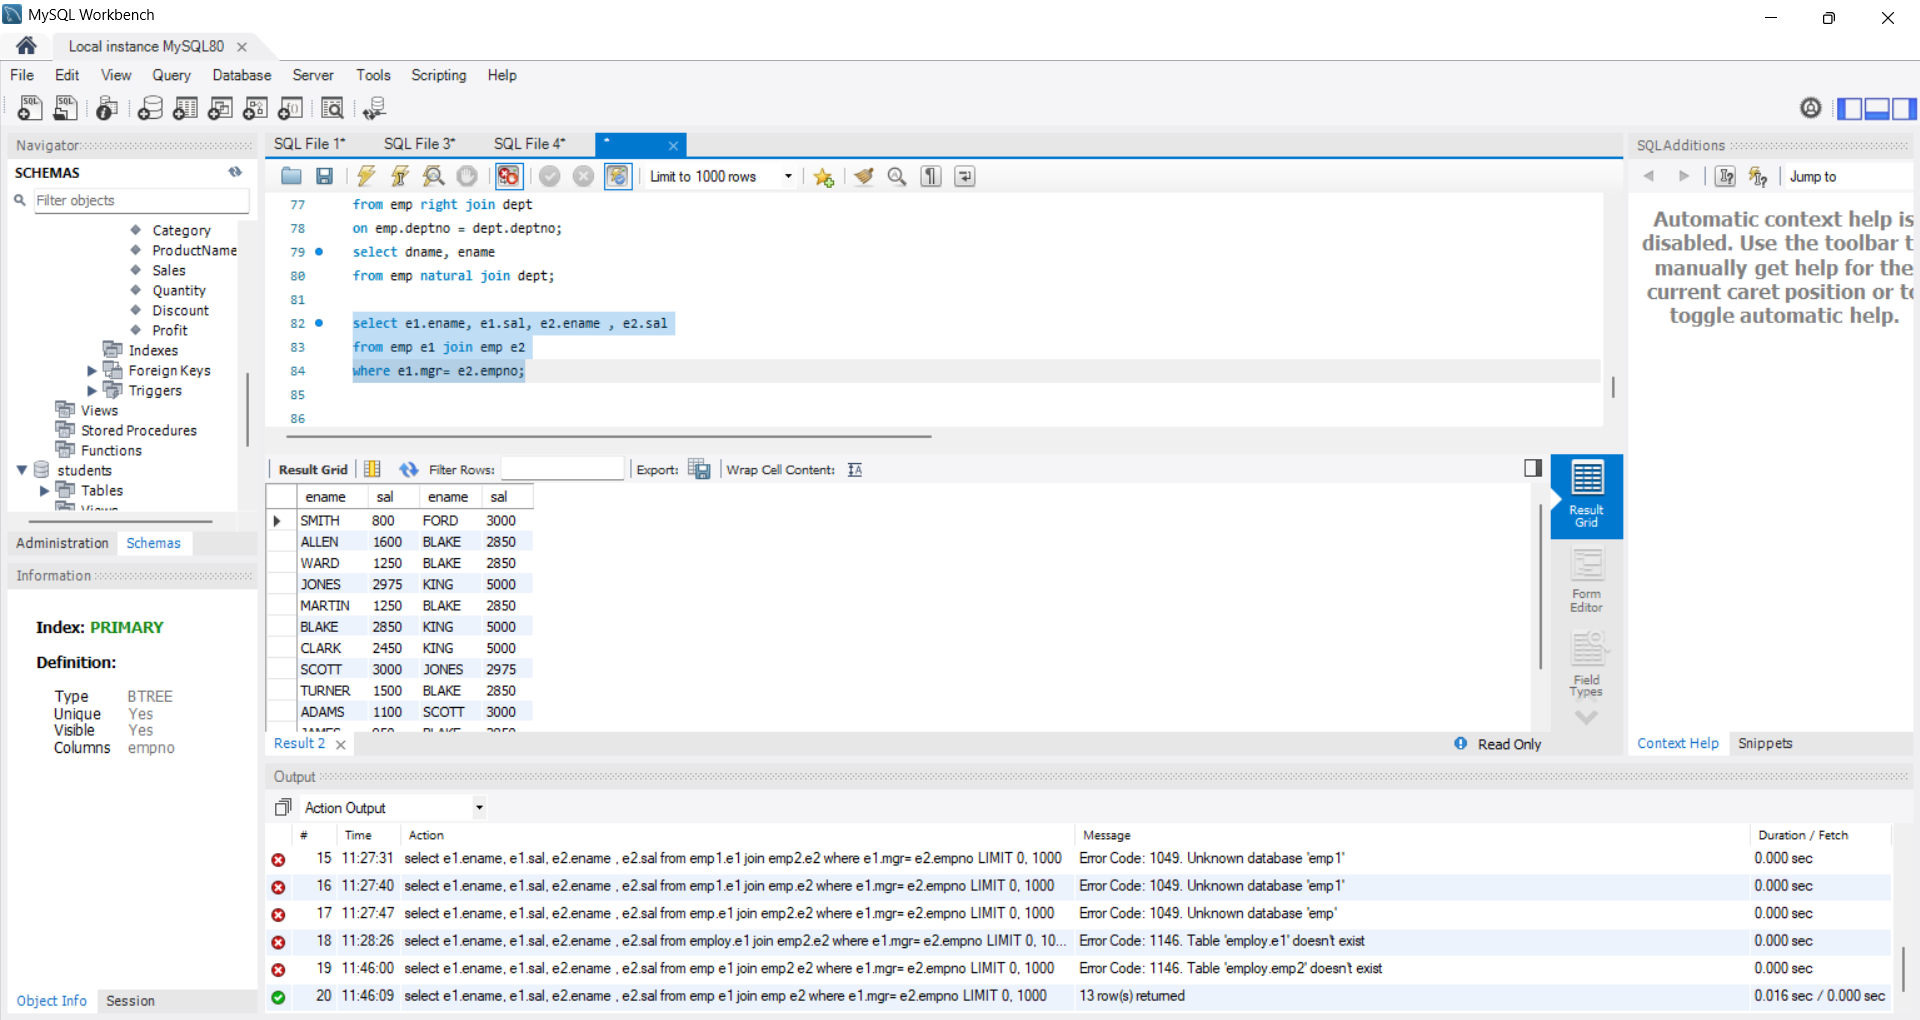 MySQL Workbench
Local instance MySQL80
File Edit View Query Database Server Tools Scripting Help
Navigator
SCHEMAS
Filter objects
Category
ProductName
Sales
Quantity
Discount
Profit
Indexes
Foreign Keys
Triggers
Views
Stored Procedures
Functions
students
Tables
Views
Administration Schemas
Information
Index: PRIMARY
Definition:
Type BTREE
Unique Yes
Visible Yes
Columns empno
Object Info Session
SQL File 1* SQL File 3* SQL File 4* *
Limit to 1000 rows
77 from emp right join dept
78 on emp.deptno = dept.deptno;
79 select dname, ename
80 from emp natural join dept;
81
82 select e1.ename, e1.sal, e2.ename , e2.sal
83 from emp e1 join emp e2
84 where e1.mgr= e2.empno;
85
86
Result Grid Filter Rows: Export: Wrap Cell Content:
ename sal ename sal
SMITH 800 FORD 3000
ALLEN 1600 BLAKE 2850
WARD 1250 BLAKE 2850
JONES 2975 KING 5000
MARTIN 1250 BLAKE 2850
BLAKE 2850 KING 5000
CLARK 2450 KING 5000
SCOTT 3000 JONES 2975
TURNER 1500 BLAKE 2850
ADAMS 1100 SCOTT 3000
Result Grid
Form Editor
Field Types
Result 2
Read Only
SQLAdditions
Jump to
Automatic context help is
disabled. Use the toolbar t
manually get help for the
current caret position or to
toggle automatic help.
Context Help Snippets
Output
Action Output
# Time Action Message Duration / Fetch
15 11:27:31 select e1.ename, e1.sal, e2.ename , e2.sal from emp1.e1 join emp2.e2 where e1.mgr= e2.empno LIMIT 0, 1000 Error Code: 1049. Unknown database 'emp1' 0.000 sec
16 11:27:40 select e1.ename, e1.sal, e2.ename , e2.sal from emp1.e1 join emp.e2 where e1.mgr= e2.empno LIMIT 0, 1000 Error Code: 1049. Unknown database 'emp1' 0.000 sec
17 11:27:47 select e1.ename, e1.sal, e2.ename , e2.sal from emp.e1 join emp2.e2 where e1.mgr= e2.empno LIMIT 0, 1000 Error Code: 1049. Unknown database 'emp' 0.000 sec
18 11:28:26 select e1.ename, e1.sal, e2.ename , e2.sal from employ.e1 join emp2.e2 where e1.mgr= e2.empno LIMIT 0, 10... Error Code: 1146. Table 'employ.e1' doesn't exist 0.000 sec
19 11:46:00 select e1.ename, e1.sal, e2.ename , e2.sal from emp e1 join emp2 e2 where e1.mgr= e2.empno LIMIT 0, 1000 Error Code: 1146. Table 'employ.emp2' doesn't exist 0.000 sec
20 11:46:09 select e1.ename, e1.sal, e2.ename , e2.sal from emp e1 join emp e2 where e1.mgr= e2.empno LIMIT 0, 1000 13 row(s) returned 0.016 sec / 0.000 sec